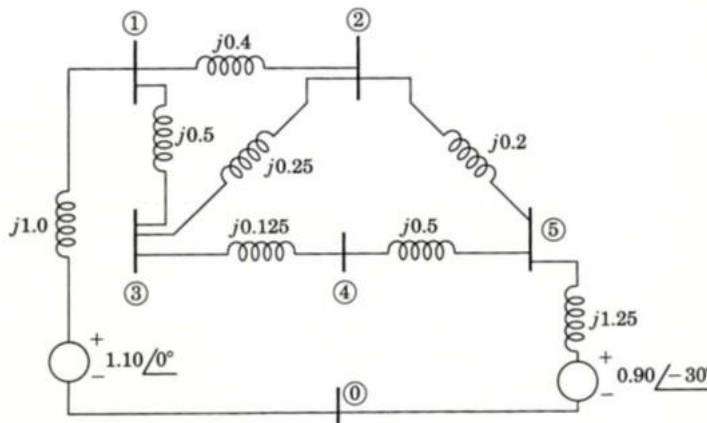 ①
②
j0.4
j0.5
j0.25
j0.2
j1.0
j0.125
j0.5
⑤
③
④
j1.25
+
1.10/0°
−
+
0.90/−30°
−
⓪